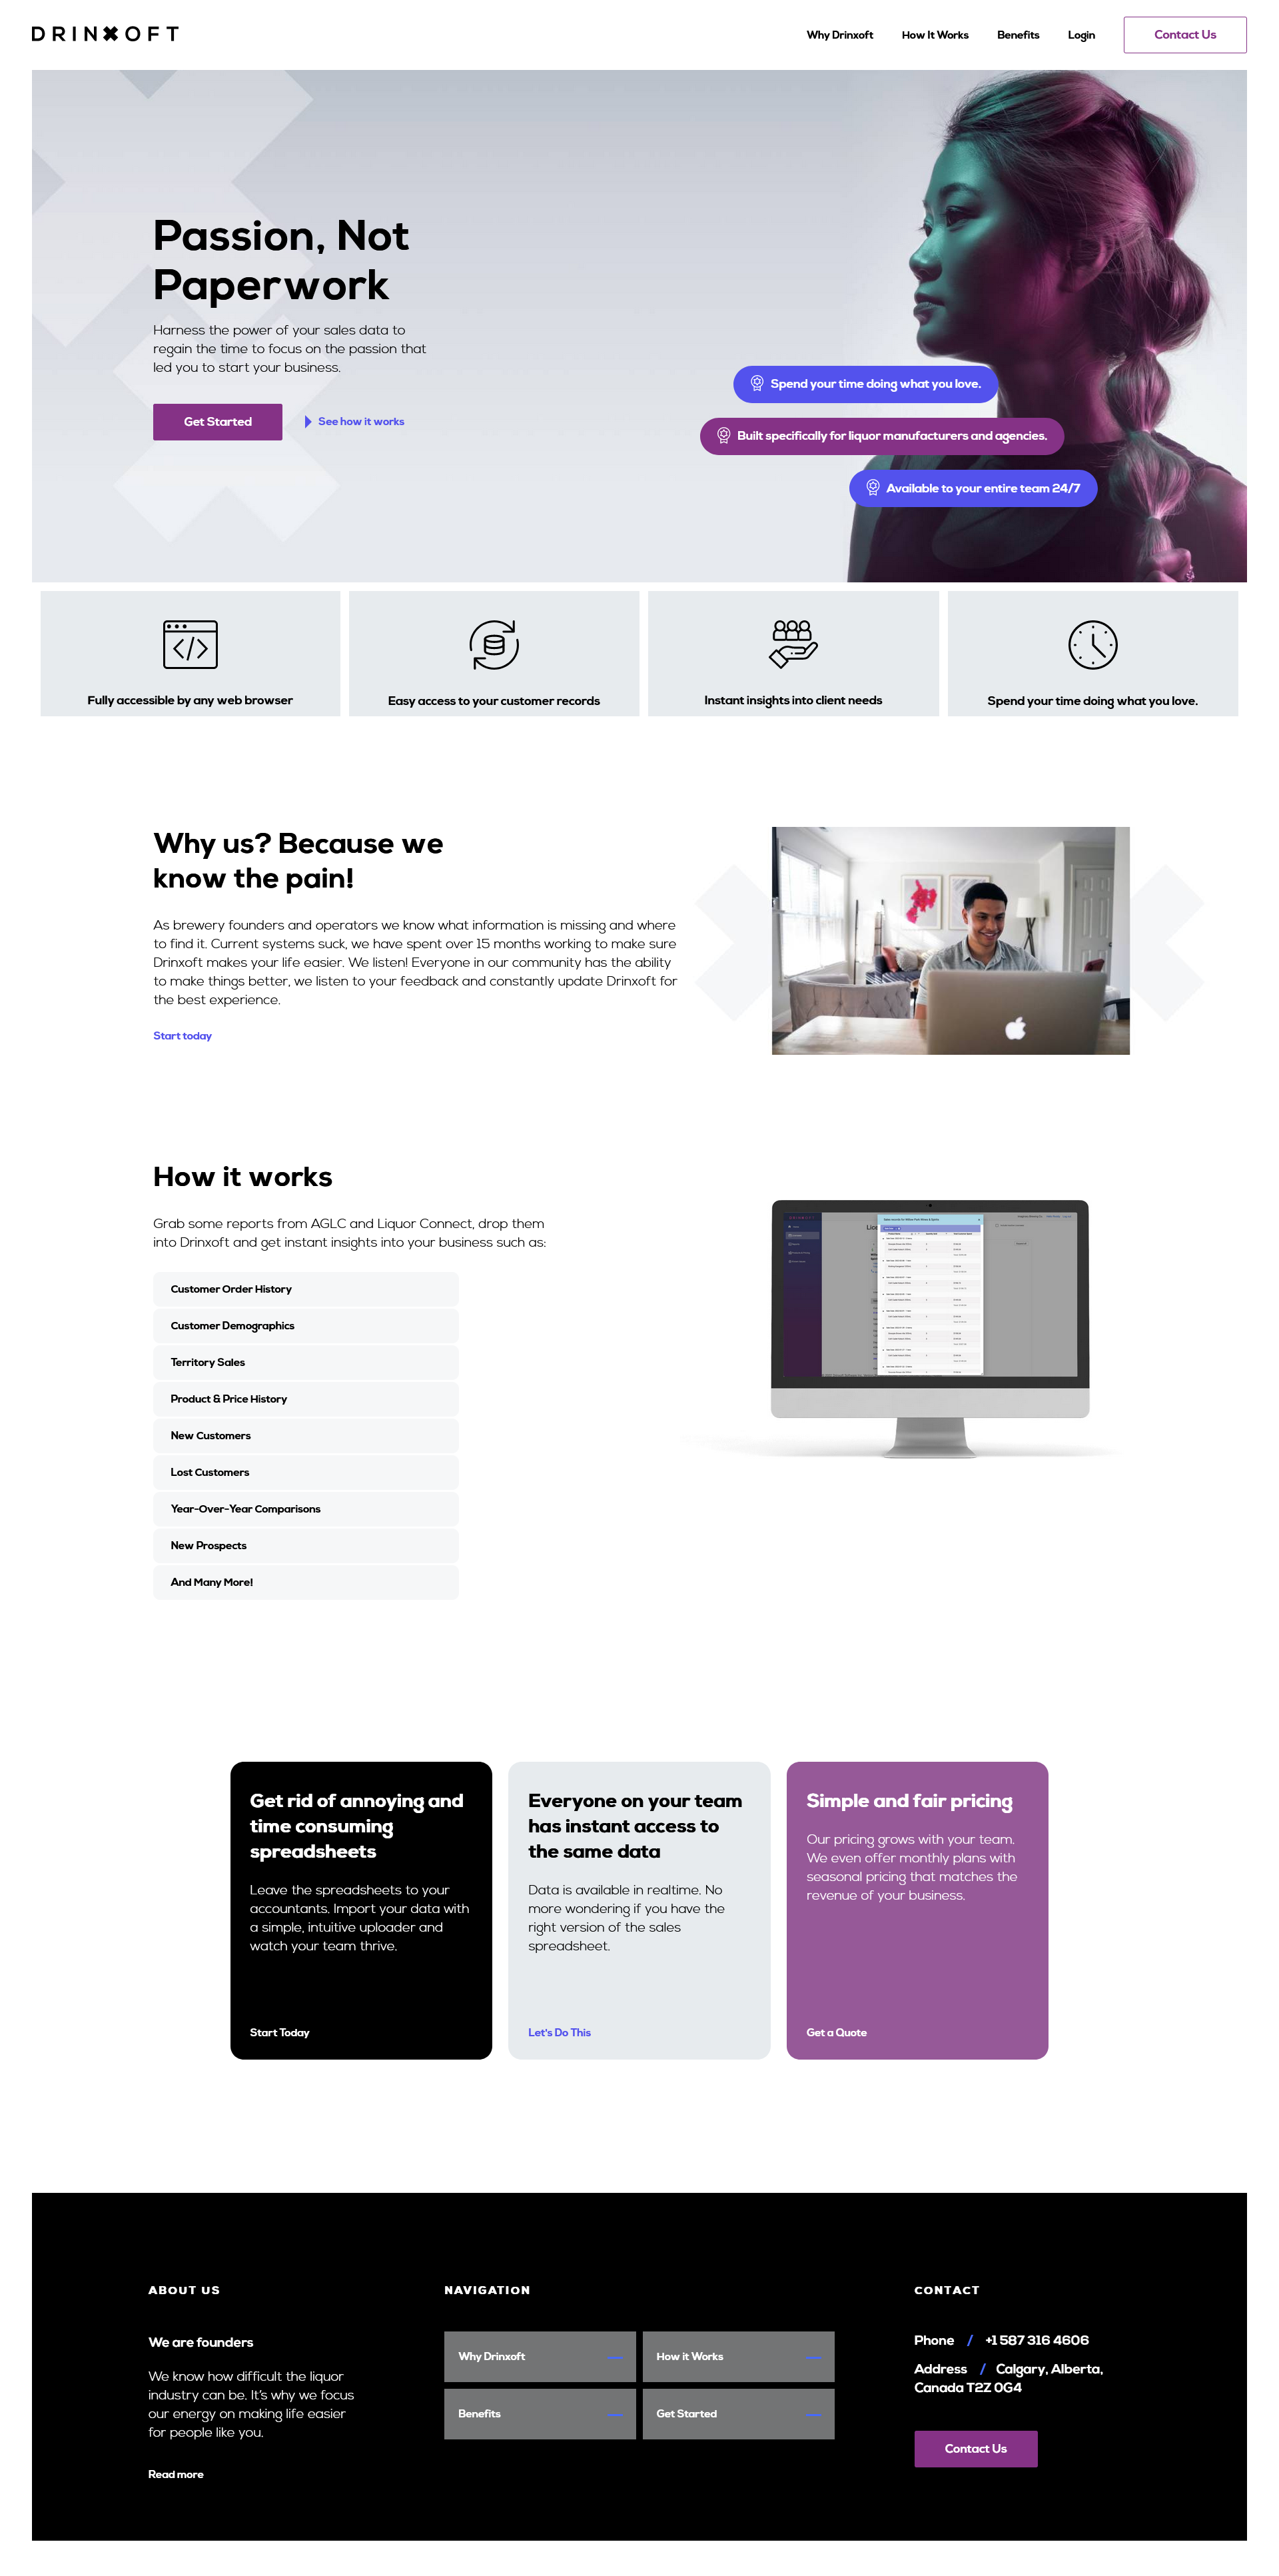 DRINXOFT
Why Drinxoft
How It Works
Benefits
Login
Contact Us
Passion, Not
Paperwork
Harness the power of your sales data to
regain the time to focus on the passion that
led you to start your business.
Get Started
See how it works
Spend your time doing what you love.
Built specifically for liquor manufacturers and agencies.
Available to your entire team 24/7
Fully accessible by any web browser
Easy access to your customer records
Instant insights into client needs
Spend your time doing what you love.
Why us? Because we
know the pain!
As brewery founders and operators we know what information is missing and where
to find it. Current systems suck, we have spent over 15 months working to make sure
Drinxoft makes your life easier. We listen! Everyone in our community has the ability
to make things better, we listen to your feedback and constantly update Drinxoft for
the best experience.
Start today
How it works
Grab some reports from AGLC and Liquor Connect, drop them
into Drinxoft and get instant insights into your business such as:
Customer Order History
Customer Demographics
Territory Sales
Product & Price History
New Customers
Lost Customers
Year-Over-Year Comparisons
New Prospects
And Many More!
Get rid of annoying and
time consuming
spreadsheets
Leave the spreadsheets to your
accountants. Import your data with
a simple, intuitive uploader and
watch your team thrive.
Start Today
Everyone on your team
has instant access to
the same data
Data is available in realtime. No
more wondering if you have the
right version of the sales
spreadsheet.
Let's Do This
Simple and fair pricing
Our pricing grows with your team.
We even offer monthly plans with
seasonal pricing that matches the
revenue of your business.
Get a Quote
ABOUT US
We are founders
We know how difficult the liquor
industry can be. It's why we focus
our energy on making life easier
for people like you.
Read more
NAVIGATION
Why Drinxoft
How it Works
Benefits
Get Started
CONTACT
Phone / +1 587 316 4606
Address / Calgary, Alberta,
Canada T2Z 0G4
Contact Us